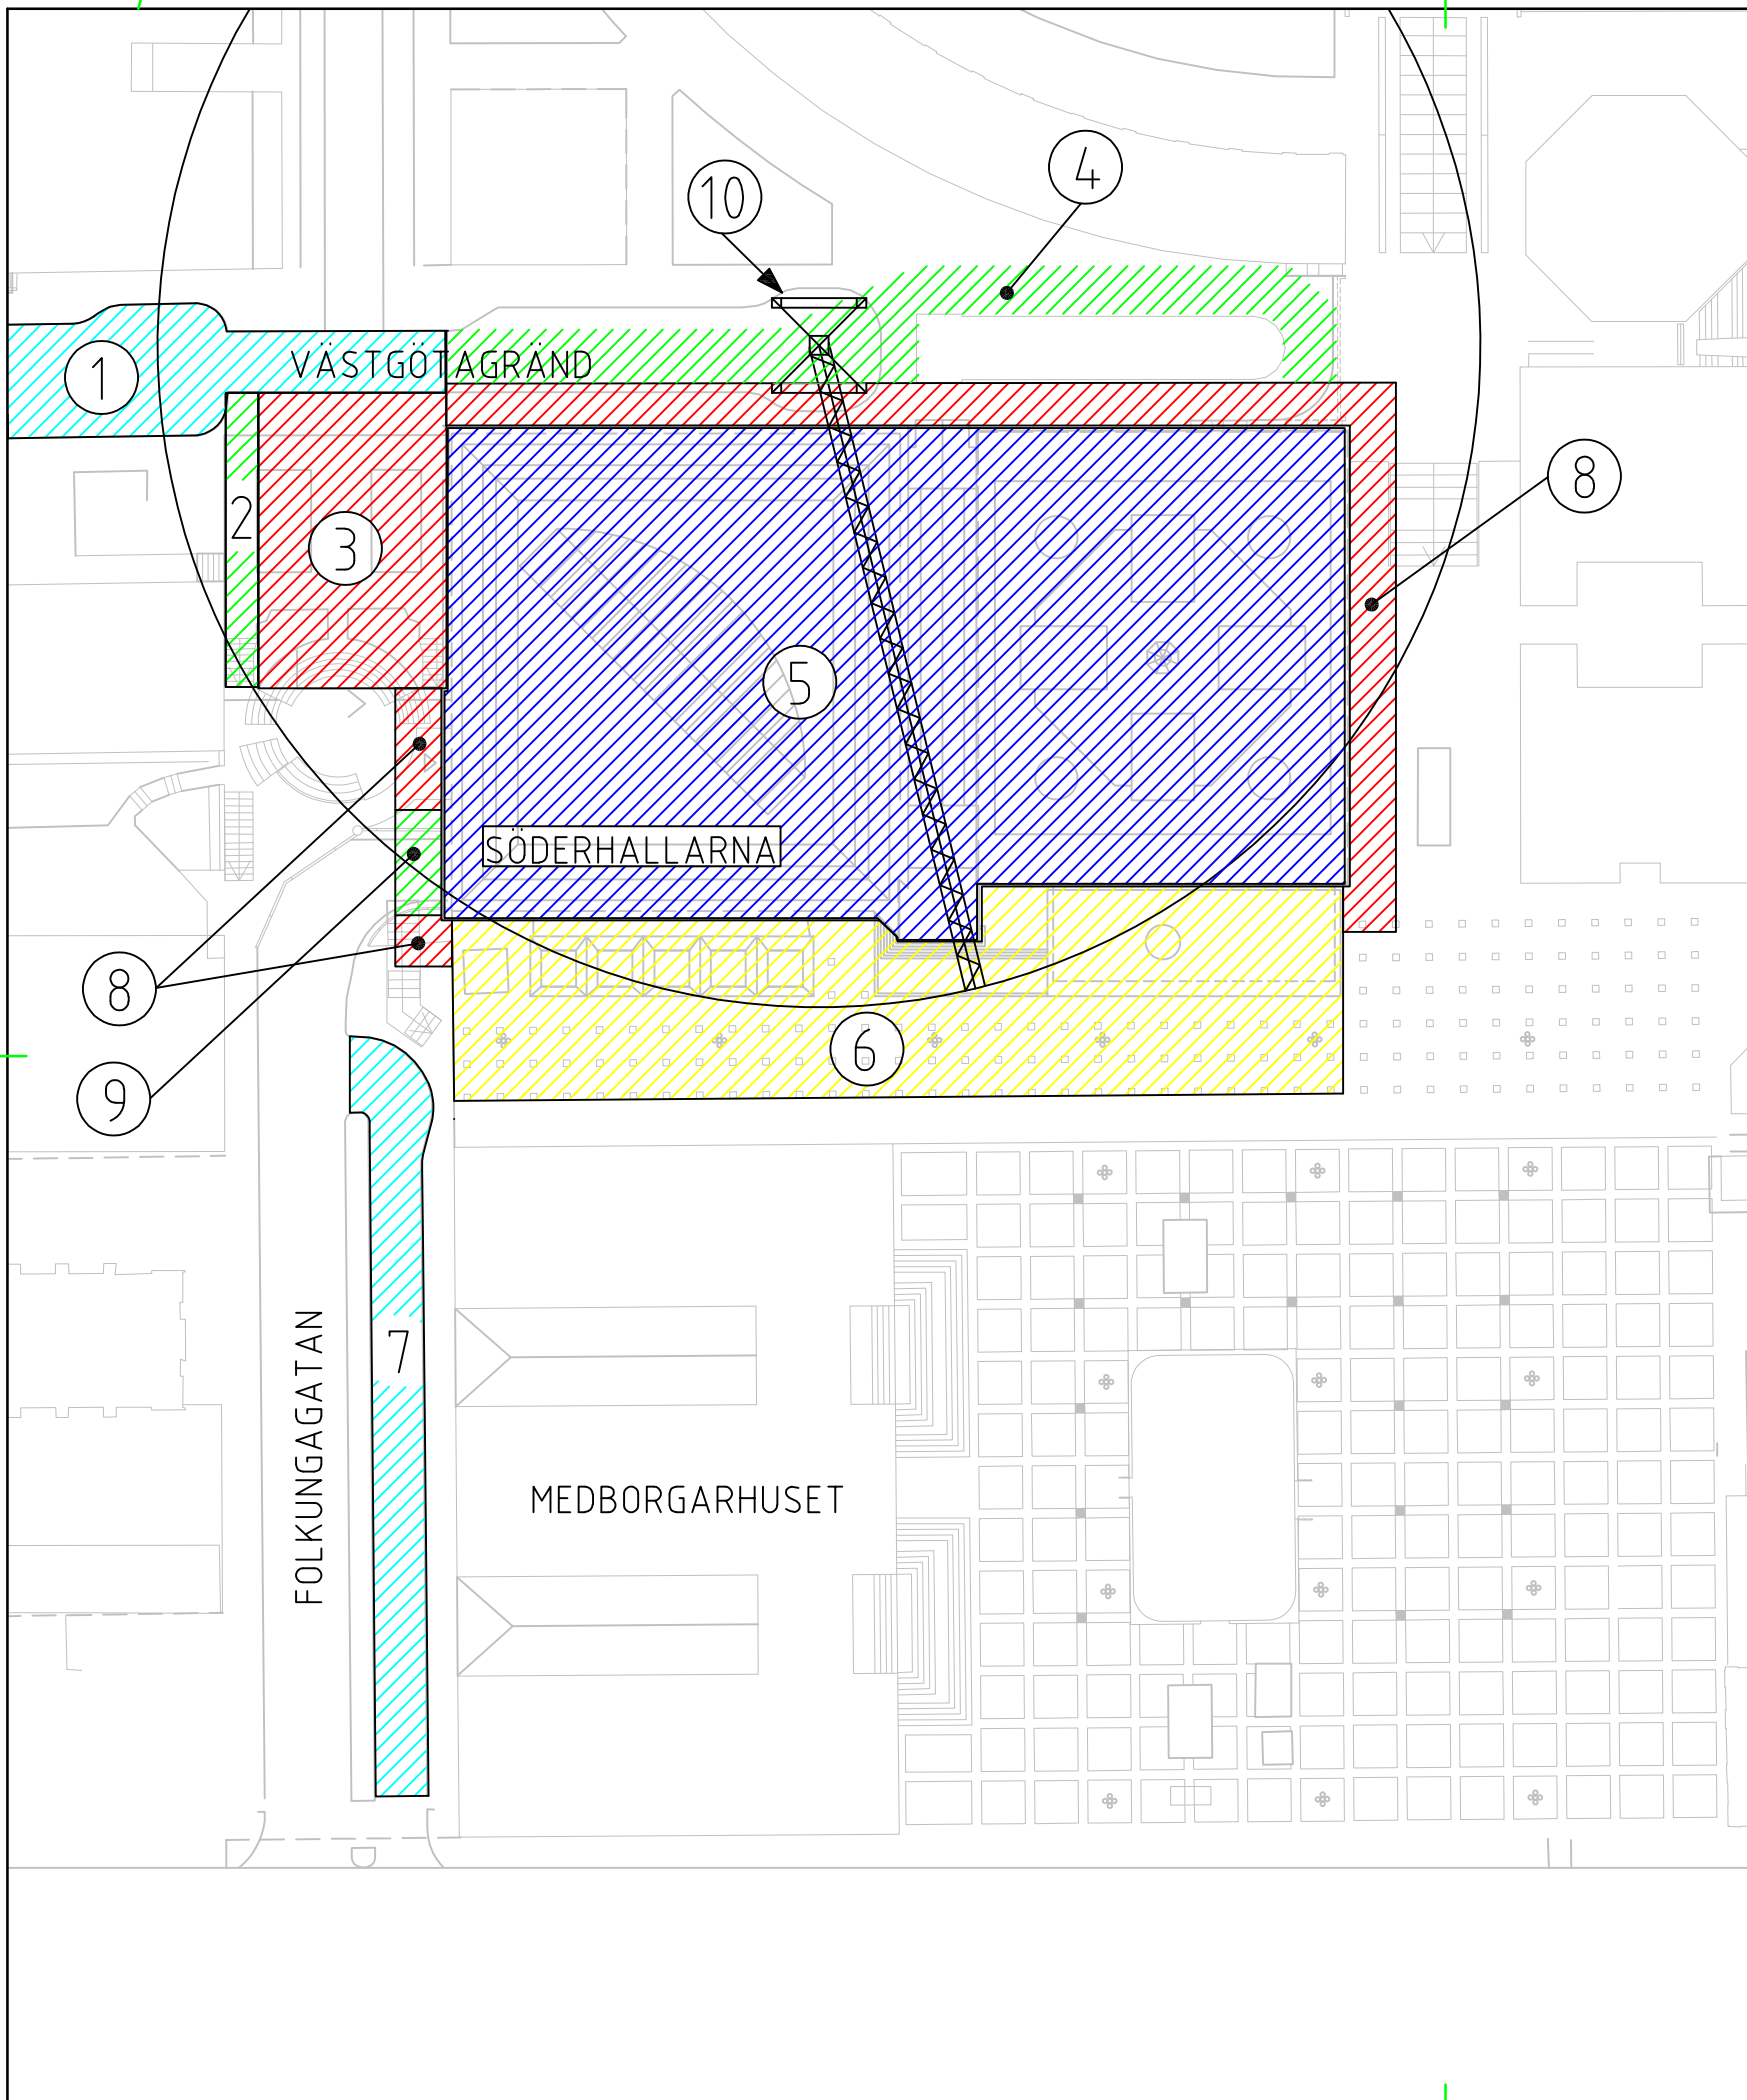 4
10
VÄSTGÖTAGRÄND
1
8
2
3
5
SÖDERHALLARNA
8
6
9
7
FOLKUNGAGATAN
MEDBORGARHUSET